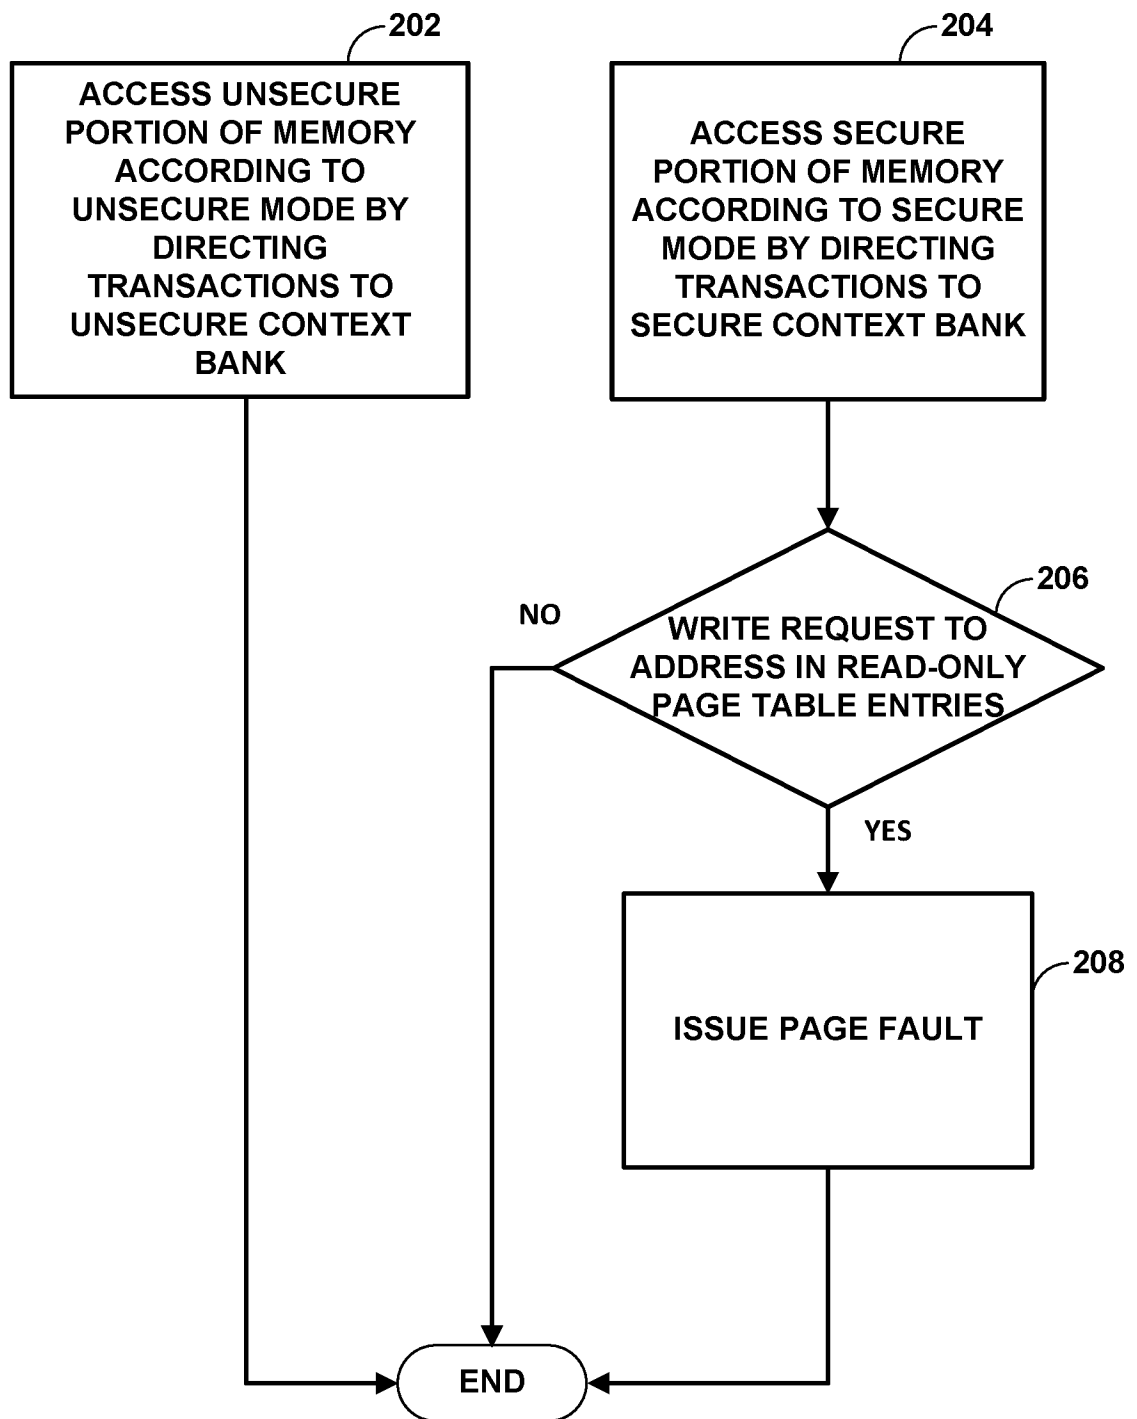 202
ACCESS UNSECURE
PORTION OF MEMORY
ACCORDING TO
UNSECURE MODE BY
DIRECTING
TRANSACTIONS TO
UNSECURE CONTEXT
BANK
204
ACCESS SECURE
PORTION OF MEMORY
ACCORDING TO SECURE
MODE BY DIRECTING
TRANSACTIONS TO
SECURE CONTEXT BANK
206
NO
WRITE REQUEST TO
ADDRESS IN READ-ONLY
PAGE TABLE ENTRIES
YES
208
ISSUE PAGE FAULT
END